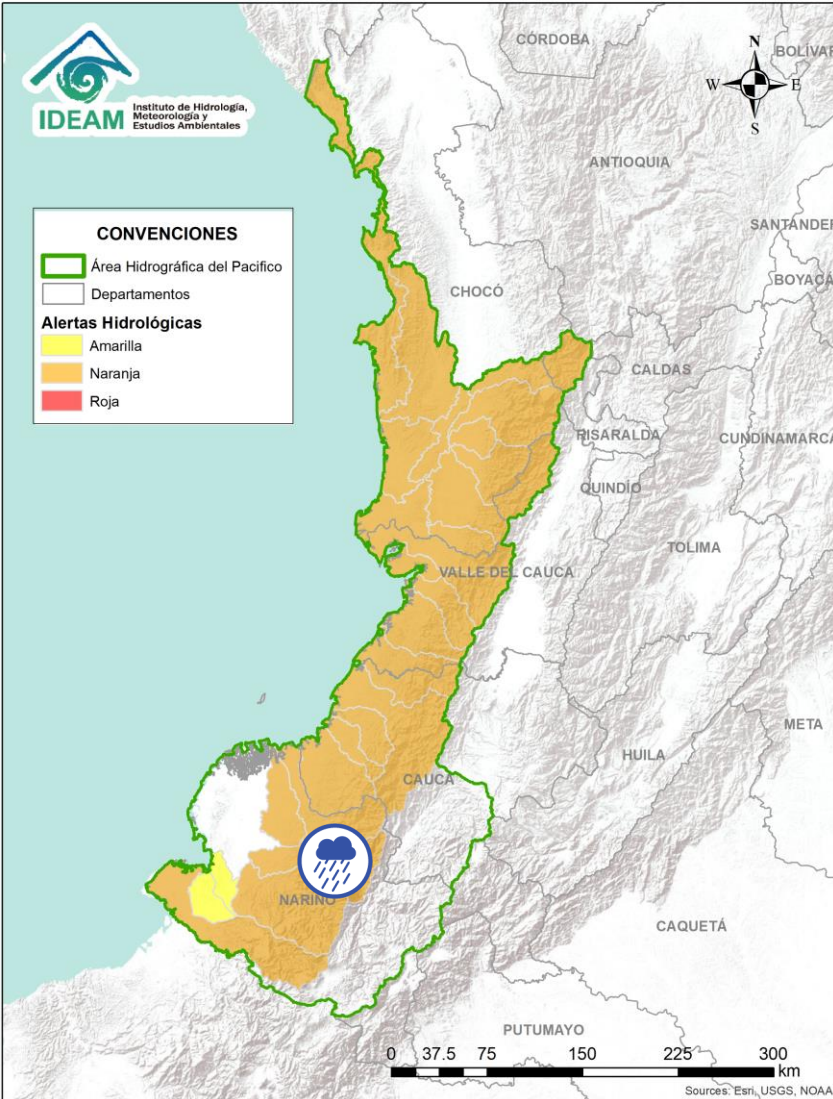 IDEAM
Instituto de Hidrología,
Meteorología y
Estudios Ambientales
CÓRDOBA
BOLÍVAR
N
W
E
S
ANTIOQUIA
SANTANDER
BOYACÁ
CONVENCIONES
Área Hidrográfica del Pacifico
Departamentos
Alertas Hidrológicas
Amarilla
Naranja
Roja
CHOCÓ
CALDAS
RISARALDA
CUNDINAMARCA
QUINDÍO
TOLIMA
VALLE DEL CAUCA
META
HUILA
CAUCA
NARIÑO
CAQUETÁ
PUTUMAYO
0 37.5 75 150 225 300
km
Sources: Esri, USGS, NOAA